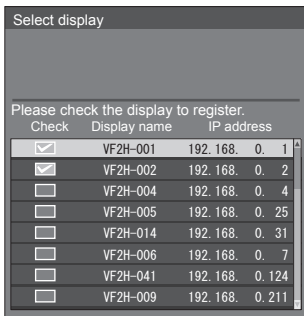 Select display
Please check the display to register.
Check Display name IP address
VF2H-001 192. 168. 0. 1
VF2H-002 192. 168. 0. 2
VF2H-004 192. 168. 0. 4
VF2H-005 192. 168. 0. 25
VF2H-014 192. 168. 0. 31
VF2H-006 192. 168. 0. 7
VF2H-041 192. 168. 0. 124
VF2H-009 192. 168. 0. 211